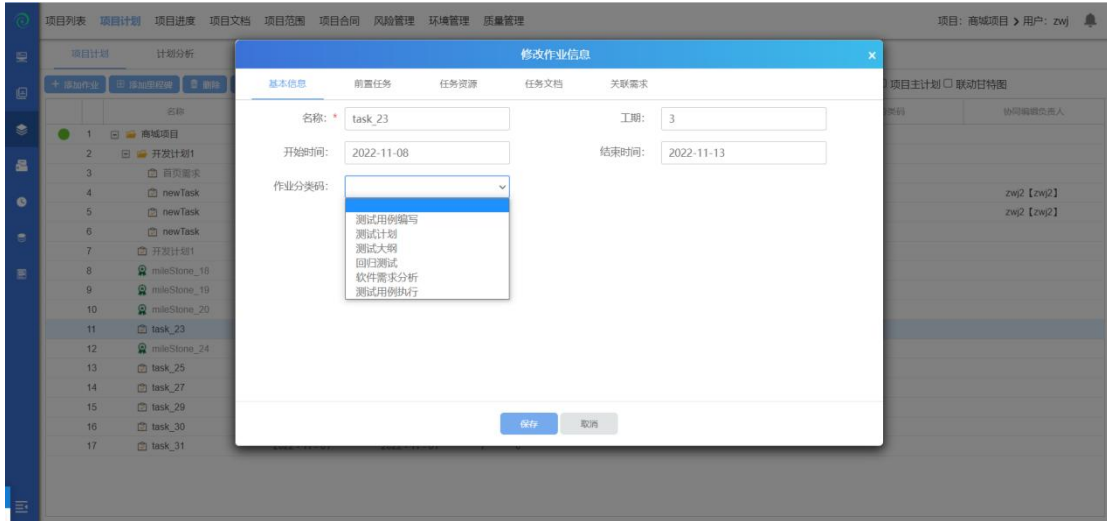 项目列表 项目计划 项目进度 项目文档 项目范围 项目合同 风险管理 环境管理 质量管理 项目：商城项目 > 用户：zwj
项目计划 计划分析
修改作业信息 x
+ 添加作业 添加里程碑 删除
项目主计划 联动甘特图
基本信息 前置任务 任务资源 任务文档 关联需求
名称 协同编辑负责人
名称: * task_23 工期: 3
开始时间: 2022-11-08 结束时间: 2022-11-13
作业分类码:
测试用例编写
测试计划
测试大纲
回归测试
软件需求分析
测试用例执行
1 商城项目
2 开发计划1
3 首页需求
4 newTask zwj2【zwj2】
5 newTask zwj2【zwj2】
6 newTask
7 开发计划1
8 mileStone_18
9 mileStone_19
10 mileStone_20
11 task_23
12 mileStone_24
13 task_25
14 task_27
15 task_29
16 task_30
17 task_31
保存 取消